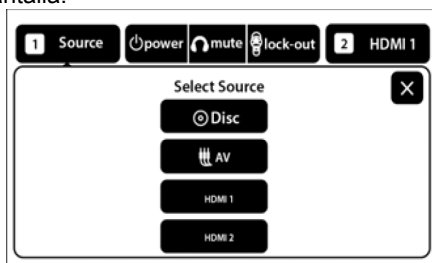 1 Source power mute lock-out 2 HDMI 1
Select Source
X
Disc
AV
HDMI 1
HDMI 2